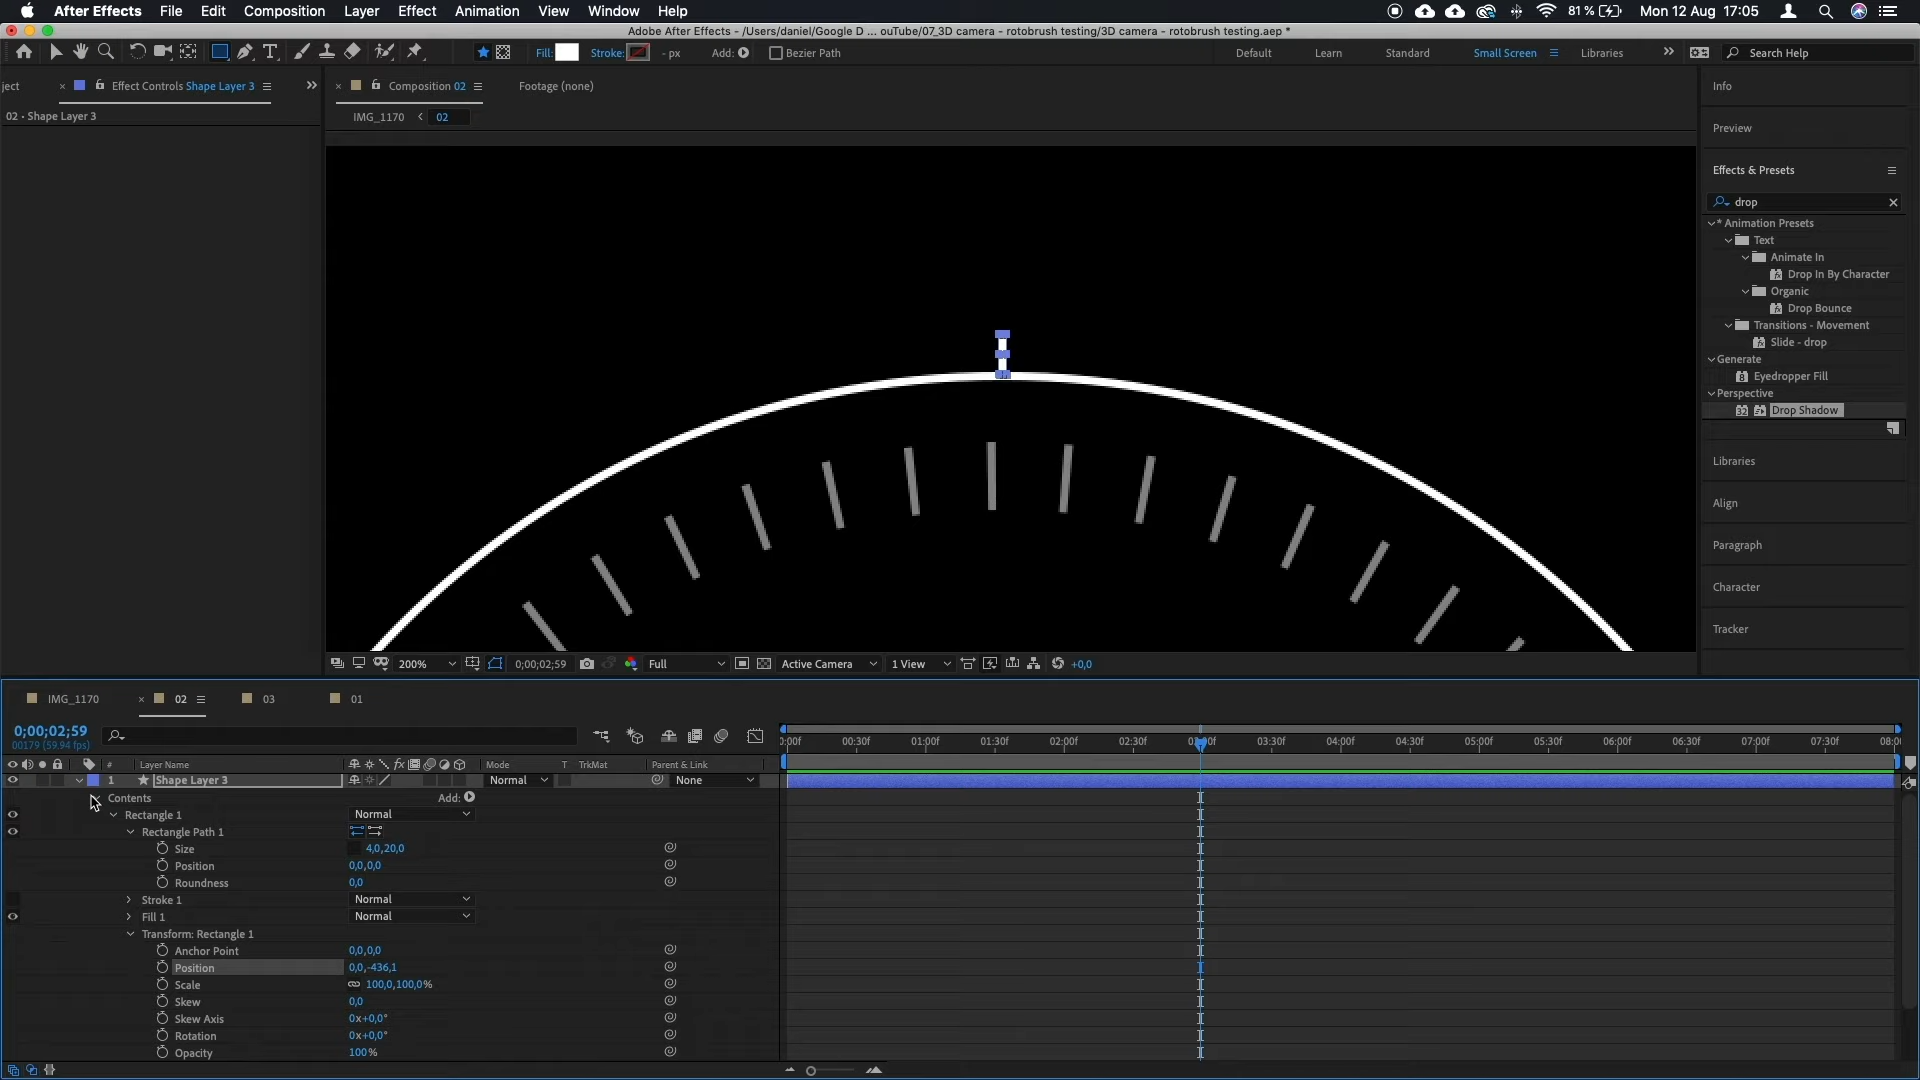 After Effects File Edit Composition Layer Effect Animation View Window Help 81 % Mon 12 Aug 17:05
Adobe After Effects - /Users/daniel/Google D ... ouTube/07_3D camera - rotobrush testing/3D camera - rotobrush testing.aep *
Fill: Stroke: - px Add: Bezier Path Default Learn Standard Small Screen Libraries Search Help
ject Effect Controls Shape Layer 3 Composition 02 Footage (none) Info
02 • Shape Layer 3 IMG_1170 02
Preview
Effects & Presets
drop
* Animation Presets
Text
Animate In
Drop In By Character
Organic
Drop Bounce
Transitions - Movement
Slide - drop
Generate
Eyedropper Fill
Perspective
32 Drop Shadow
Libraries
Align
Paragraph
Character
Tracker
200% 0;00;02;59 Full Active Camera 1 View +0,0
IMG_1170 02 03 01
0;00;02;59
00179 (59.94 fps)
:00f 00:30f 01:00f 01:30f 02:00f 02:30f 03:00f 03:30f 04:00f 04:30f 05:00f 05:30f 06:00f 06:30f 07:00f 07:30f 08:0
# Layer Name Mode T TrkMat Parent & Link
1 Shape Layer 3 Normal None
Contents Add:
Rectangle 1 Normal
Rectangle Path 1
Size 4,0,20,0
Position 0,0,0,0
Roundness 0,0
Stroke 1 Normal
Fill 1 Normal
Transform: Rectangle 1
Anchor Point 0,0,0,0
Position 0,0,-436,1
Scale 100,0,100,0%
Skew 0,0
Skew Axis 0x+0,0°
Rotation 0x+0,0°
Opacity 100%